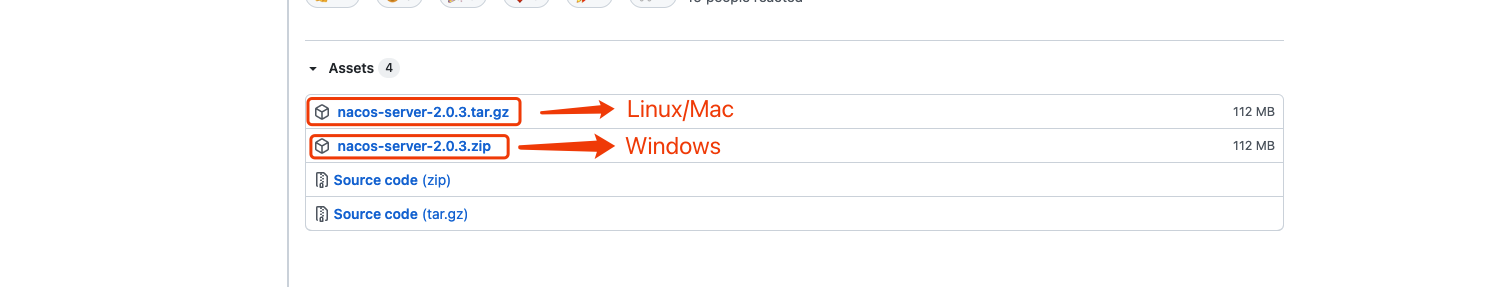 people reacted
Assets 4
nacos-server-2.0.3.tar.gz Linux/Mac 112 MB
nacos-server-2.0.3.zip Windows 112 MB
Source code (zip)
Source code (tar.gz)